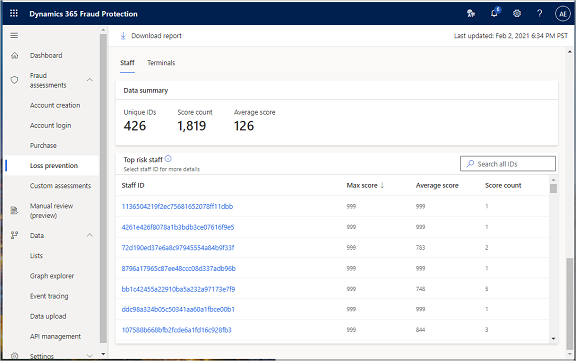 Dynamics 365 Fraud Protection
6
?
AE
Download report
Last updated: Feb 2, 2021 6:34 PM PST
Dashboard
Fraud
assessments
Account creation
Account login
Purchase
Loss prevention
Custom assessments
Manual review
(preview)
Data
Lists
Graph explorer
Event tracing
Data upload
API management
Settings
Staff
Terminals
Data summary
Unique IDs
Score count
Average score
426
1,819
126
Top risk staff
Select staff ID for more details
Search all IDs
Staff ID
Max score ↓
Average score
Score count
1136504219f2ec75681652078ff11dbb
999
999
1
4261e426f8078a1b3bdb3ce07616f9e5
999
999
1
72d190ed37e6a8c97945554a84b9f33f
999
783
2
8796a17965c87ee48ccc08d337adb96b
999
999
1
bb1c42455a22910ba5a232a97173e7f9
999
748
5
ddc98a324b05c50341aa60a1fbce00b1
999
999
1
107588b668bfb2fcde6a1fd16c928fb3
999
844
3